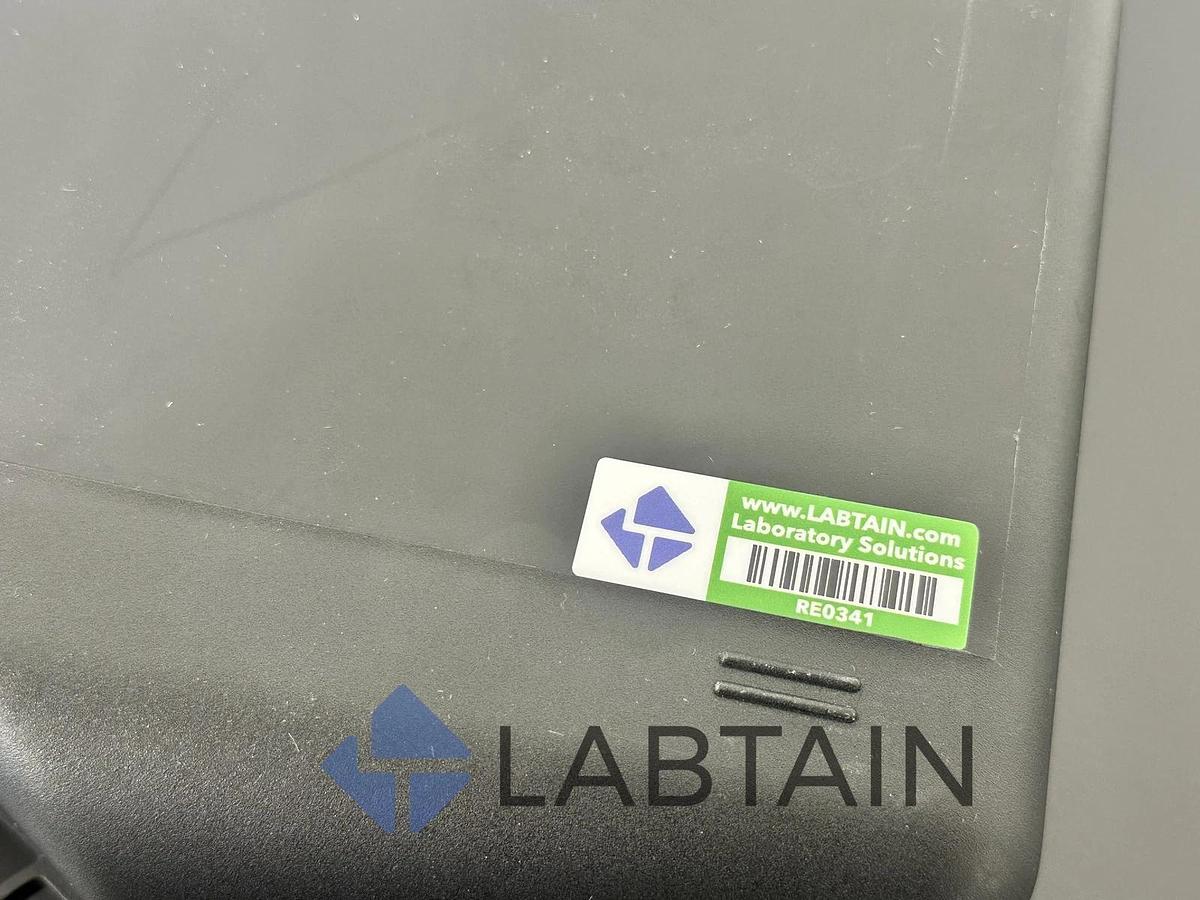 www.LABTAIN.com
Laboratory Solutions
RE0341
LABTAIN